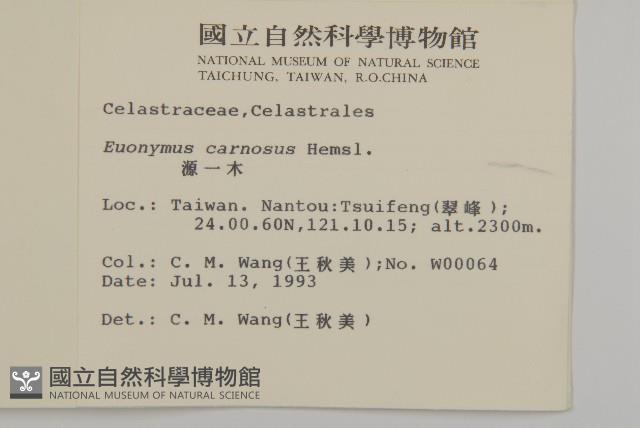 國立自然科學博物館
NATIONAL MUSEUM OF NATURAL SCIENCE
TAICHUNG, TAIWAN, R.O.CHINA
Celastraceae,Celastrales
Euonymus carnosus Hemsl.
源一木
Loc.: Taiwan. Nantou:Tsuifeng(翠峰);
24.00.60N,121.10.15; alt.2300m.
Col.: C. M. Wang(王秋美);No. W00064
Date: Jul. 13, 1993
Det.: C. M. Wang(王秋美)
國立自然科學博物館
NATIONAL MUSEUM OF NATURAL SCIENCE